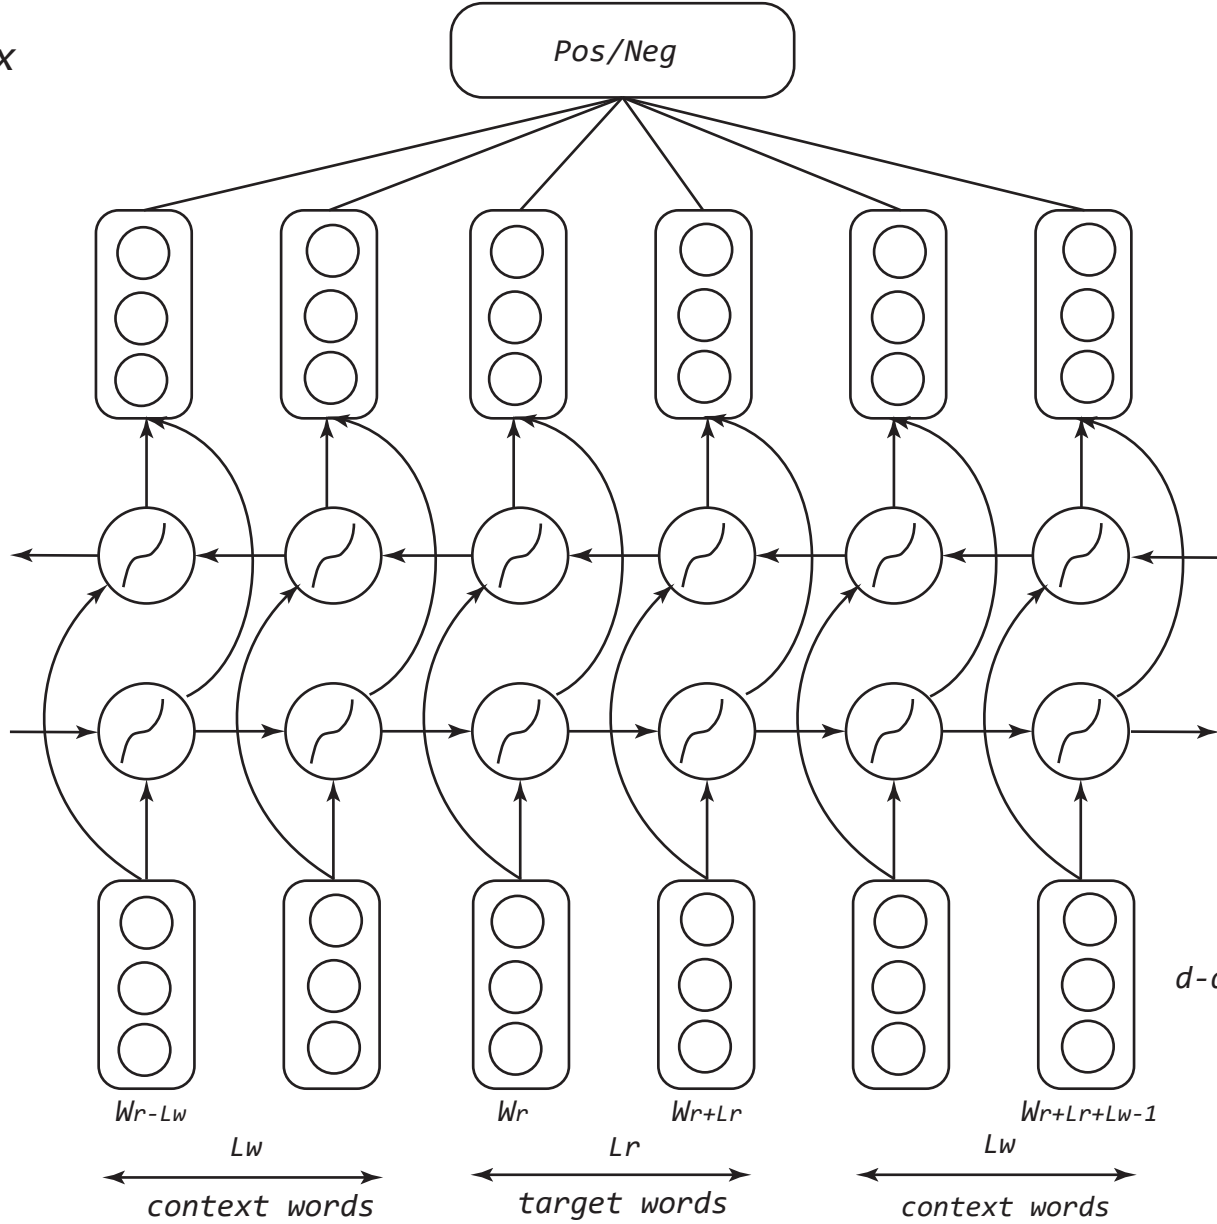 x
Pos/Neg
d-
Wr-Lw
Wr
Wr+Lr
Wr+Lr+Lw-1
Lw
Lr
Lw
context words
target words
context words